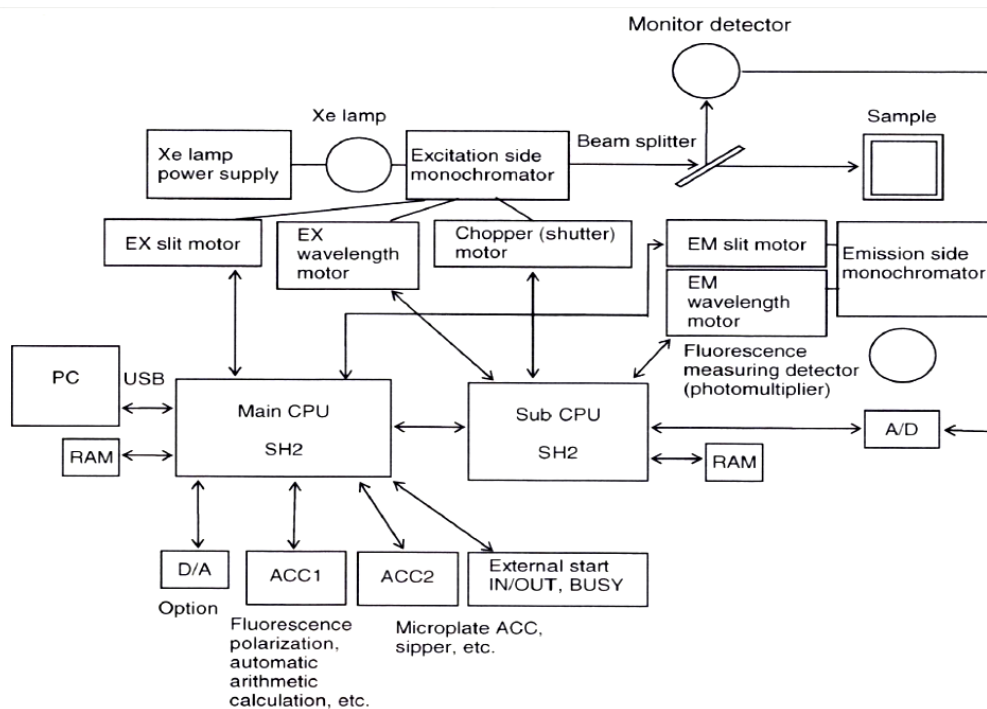 Monitor detector
Xe lamp
Sample
Beam splitter
Xe lamp
power supply
Excitation side
monochromator
EX slit motor
EX
wavelength
motor
Chopper (shutter)
motor
EM slit motor
Emission side
monochromator
EM
wavelength
motor
Fluorescence
measuring detector
(photomultiplier)
PC
USB
Main CPU
SH2
Sub CPU
SH2
A/D
RAM
RAM
D/A
Option
ACC1
Fluorescence
polarization,
automatic
arithmetic
calculation, etc.
ACC2
Microplate ACC,
sipper, etc.
External start
IN/OUT, BUSY